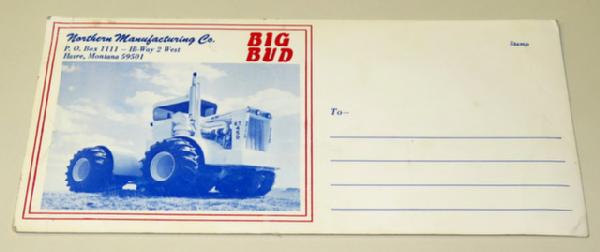 Northern Manufacturing Co.
P. O. Box 1111 – Hi-Way 2 West
Havre, Montana 59501
BIG
BUD
Stamp
To—